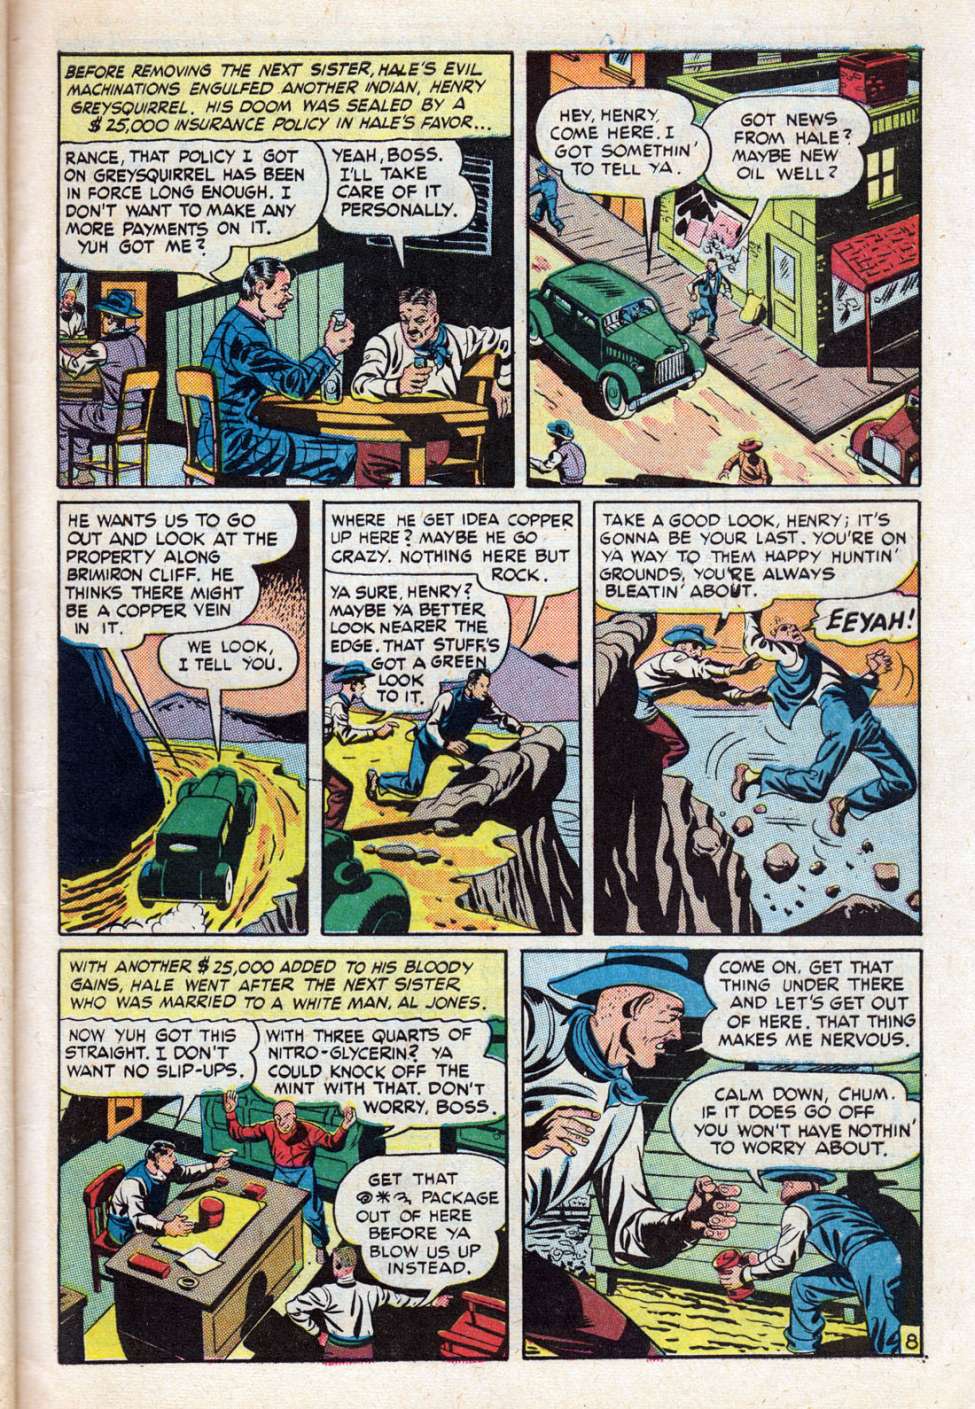 BEFORE REMOVING THE NEXT SISTER, HALE'S EVIL
MACHINATIONS ENGULFED ANOTHER INDIAN, HENRY
GREYSQUIRREL. HIS DOOM WAS SEALED BY A
$25,000 INSURANCE POLICY IN HALE'S FAVOR...
RANCE, THAT POLICY I GOT
ON GREYSQUIRREL HAS BEEN
IN FORCE LONG ENOUGH. I
DON'T WANT TO MAKE ANY
MORE PAYMENTS ON IT.
YUH GOT ME?
YEAH, BOSS.
I'LL TAKE
CARE OF IT
PERSONALLY.
HEY, HENRY,
COME HERE. I
GOT SOMETHIN'
TO TELL YA.
GOT NEWS
FROM HALE?
MAYBE NEW
OIL WELL?
HE WANTS US TO GO
OUT AND LOOK AT THE
PROPERTY ALONG
BRIMIRON CLIFF. HE
THINKS THERE MIGHT
BE A COPPER VEIN
IN IT.
WE LOOK,
I TELL YOU.
WHERE HE GET IDEA COPPER
UP HERE? MAYBE HE GO
CRAZY. NOTHING HERE BUT
ROCK.
YA SURE, HENRY?
MAYBE YA BETTER
LOOK NEARER THE
EDGE. THAT STUFF'S
GOT A GREEN
LOOK
TO IT.
TAKE A GOOD LOOK, HENRY; IT'S
GONNA BE YOUR LAST. YOU'RE ON
YA WAY TO THEM HAPPY HUNTIN'
GROUNDS, YOU'RE ALWAYS
BLEATIN' ABOUT.
EEYAH!
WITH ANOTHER $25,000 ADDED TO HIS BLOODY
GAINS, HALE WENT AFTER THE NEXT SISTER
WHO WAS MARRIED TO A WHITE MAN, AL JONES.
NOW YUH GOT THIS
STRAIGHT. I DON'T
WANT NO SLIP-UPS.
WITH THREE QUARTS OF
NITRO-GLYCERIN? YA
COULD KNOCK OFF THE
MINT WITH THAT. DON'T
WORRY, BOSS.
GET THAT
@*? PACKAGE
OUT OF HERE
BEFORE YA
BLOW US UP
INSTEAD.
COME ON, GET THAT
THING UNDER THERE
AND LET'S GET OUT
OF HERE. THAT THING
MAKES ME NERVOUS.
CALM DOWN, CHUM.
IF IT DOES GO OFF
YOU WON'T HAVE NOTHIN'
TO WORRY ABOUT.
8